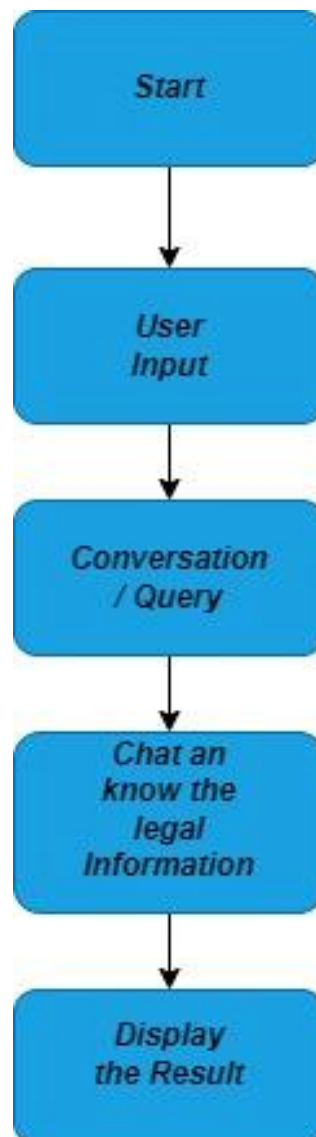 Start
User
Input
Conversation
/ Query
Chat an
know the
legal
Information
Display
the Result